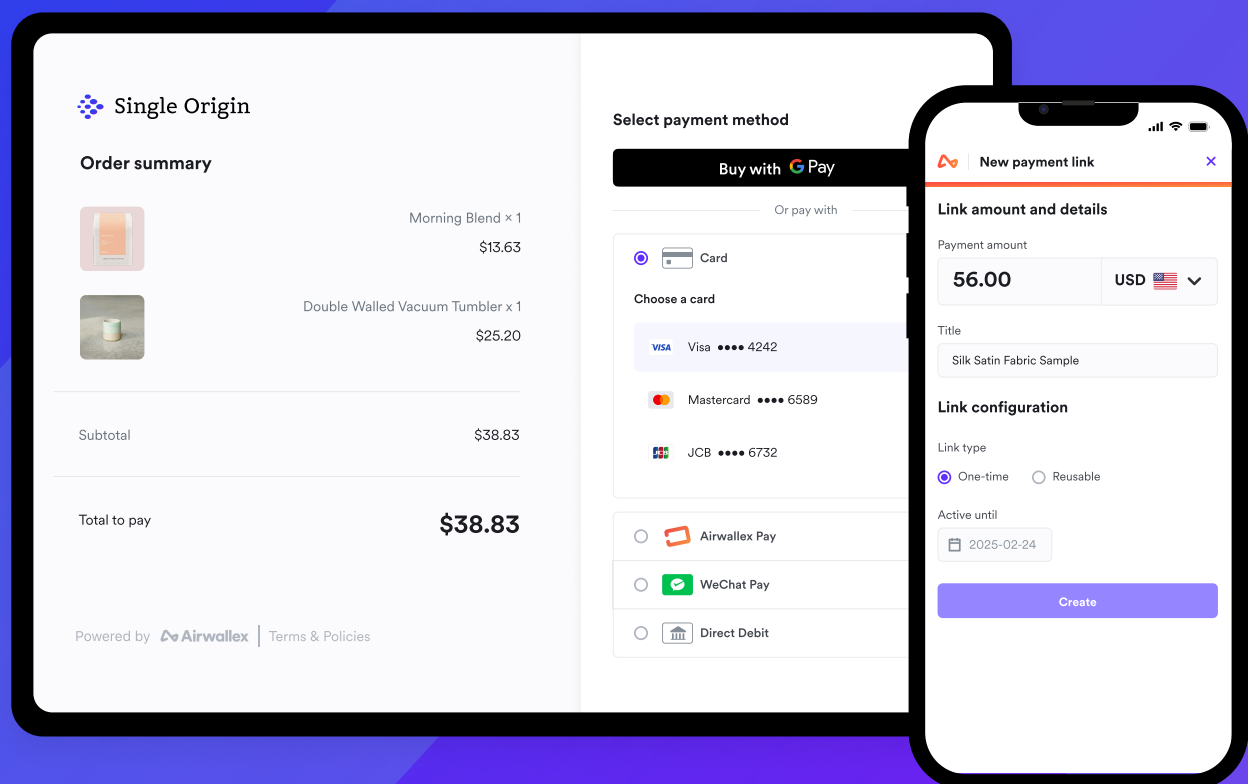 Single Origin
Order summary
Morning Blend × 1
$13.63
Double Walled Vacuum Tumbler x 1
$25.20
Subtotal
$38.83
Total to pay
$38.83
Powered by Airwallex | Terms & Policies
Select payment method
Buy with G Pay
Or pay with
Card
Choose a card
VISA Visa •••• 4242
Mastercard •••• 6589
JCB JCB •••• 6732
Airwallex Pay
WeChat Pay
Direct Debit
New payment link
Link amount and details
Payment amount
56.00 USD
Title
Silk Satin Fabric Sample
Link configuration
Link type
One-time Reusable
Active until
2025-02-24
Create